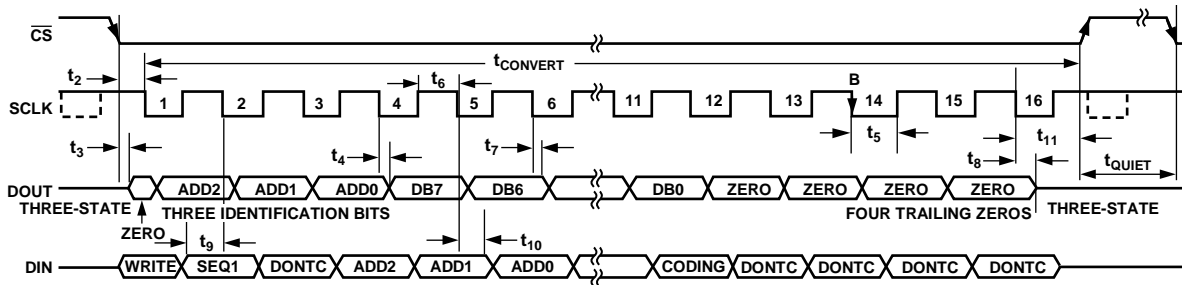 CS
t2
tCONVERT
t6
B
SCLK
1 2 3 4 5 6 11 12 13 14 15 16
t3
t4
t7
t5
t11
t8
tQUIET
DOUT
ADD2 ADD1 ADD0 DB7 DB6 DB0 ZERO ZERO ZERO ZERO
THREE-STATE
THREE IDENTIFICATION BITS
FOUR TRAILING ZEROS
THREE-STATE
ZERO
t9
t10
DIN
WRITE SEQ1 DONTC ADD2 ADD1 ADD0 CODING DONTC DONTC DONTC DONTC